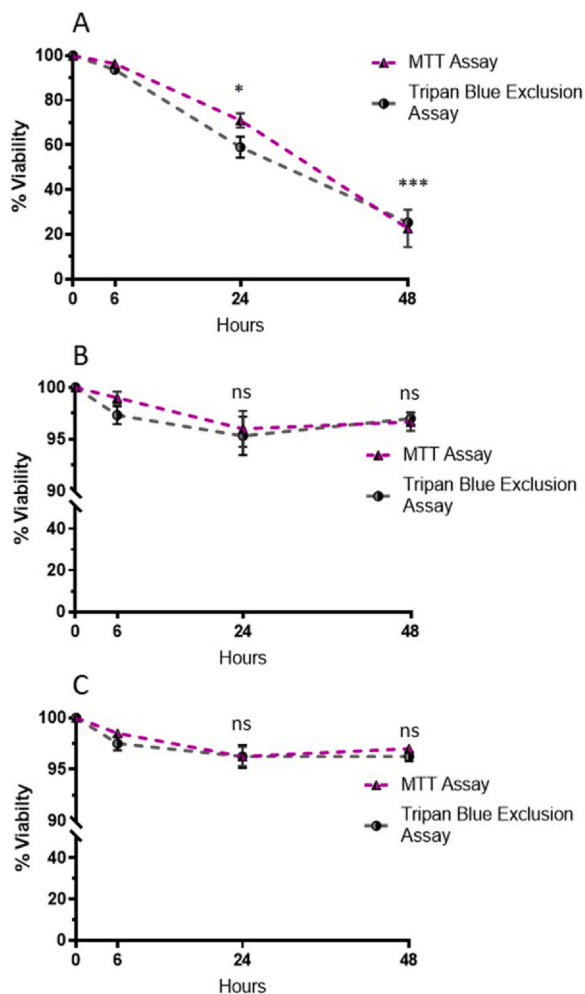 A
100
80
60
40
20
0
% Viability
*
***
MTT Assay
Tripan Blue Exclusion
Assay
0 6 24 48
Hours
B
100
95
90
40
20
0
% Viability
ns ns
MTT Assay
Tripan Blue Exclusion
Assay
0 6 24 48
Hours
C
100
95
90
40
20
0
% Viabilty
ns ns
MTT Assay
Tripan Blue Exclusion
Assay
0 6 24 48
Hours